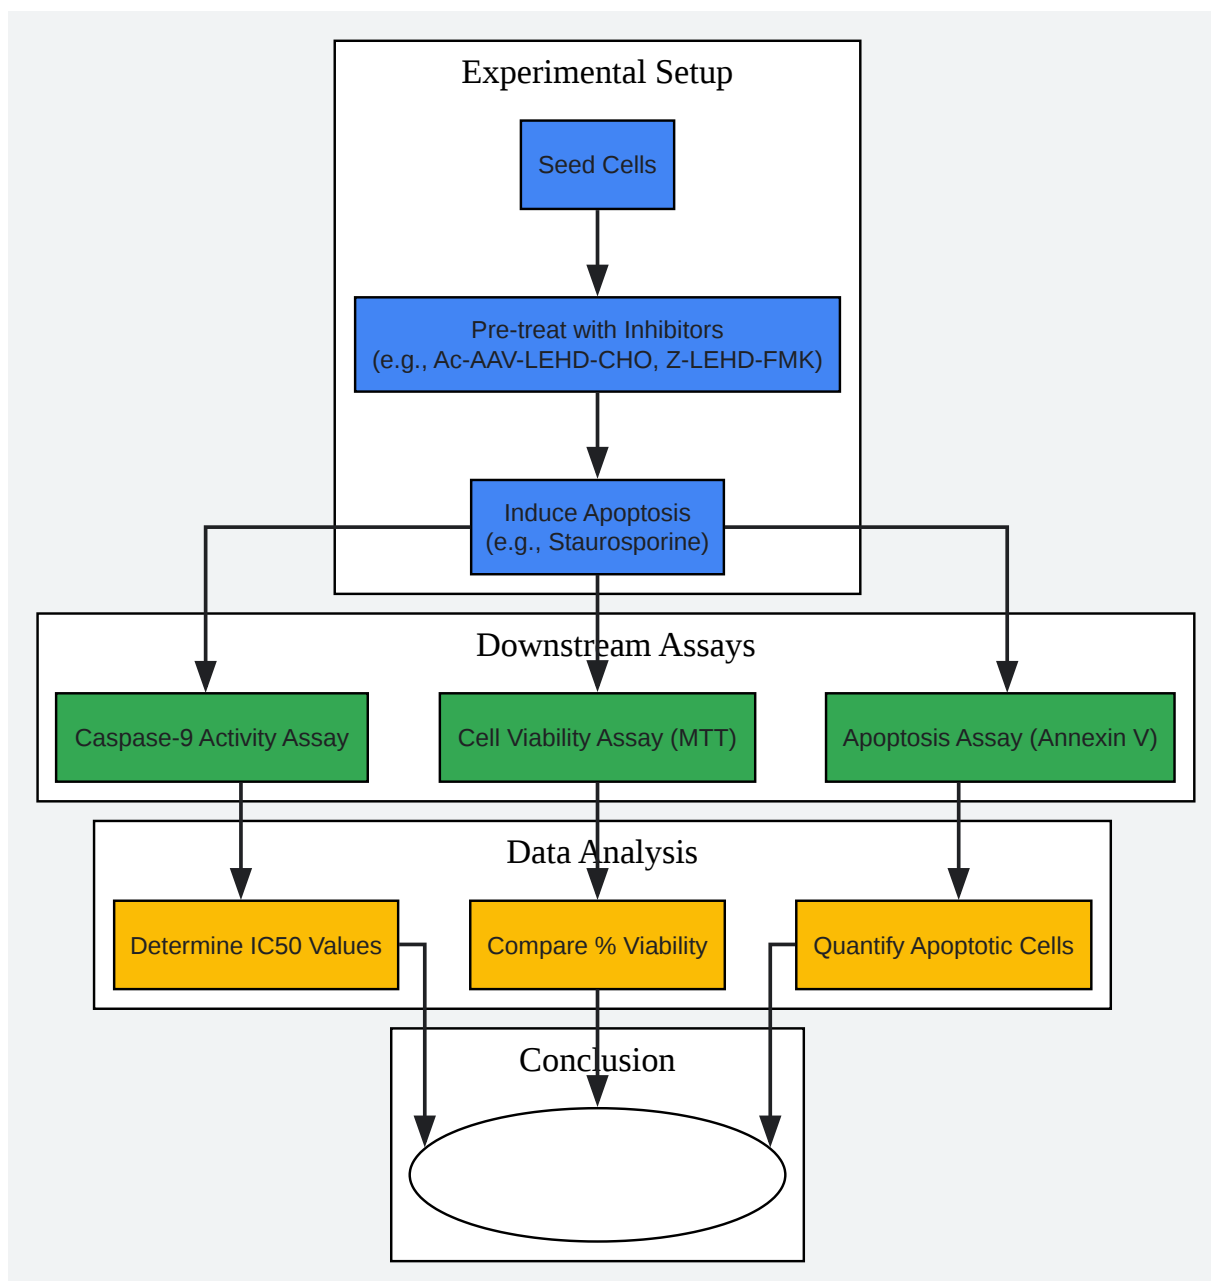 Experimental Setup
Seed Cells
Pre-treat with Inhibitors
(e.g., Ac-AAV-LEHD-CHO, Z-LEHD-FMK)
Induce Apoptosis
(e.g., Staurosporine)
Downstream Assays
Caspase-9 Activity Assay
Cell Viability Assay (MTT)
Apoptosis Assay (Annexin V)
Data Analysis
Determine IC50 Values
Compare % Viability
Quantify Apoptotic Cells
Conclusion